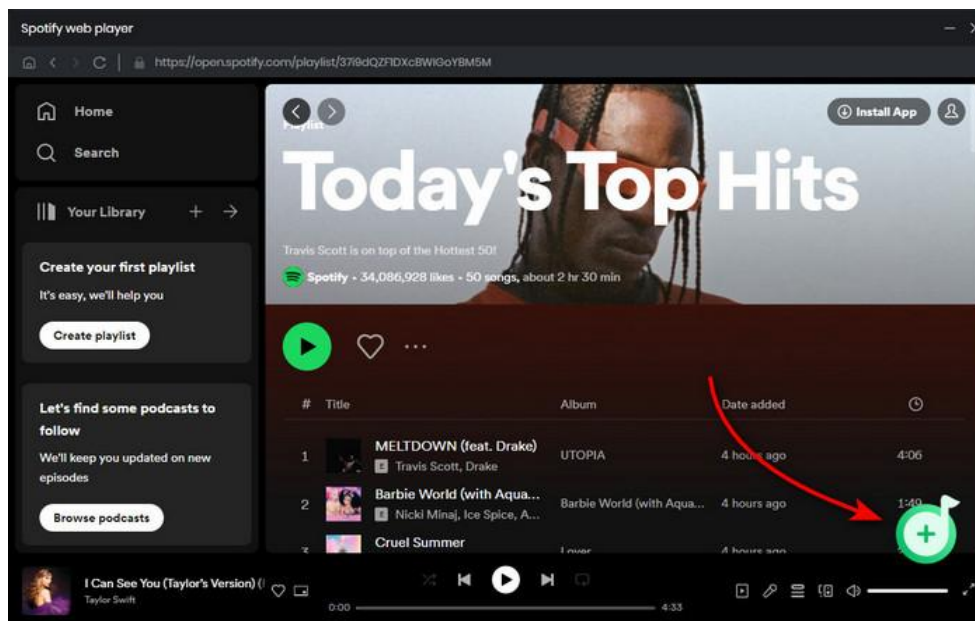 Spotify web player
https://open.spotify.com/playlist/37i9dQZF1DXcBWIGoYBM5M
Home
Search
Your Library
Create your first playlist
It's easy, we'll help you
Create playlist
Let's find some podcasts to
follow
We'll keep you updated on new
episodes
Browse podcasts
Install App
Playlist
Today's Top Hits
Travis Scott is on top of the Hottest 50!
Spotify • 34,086,928 likes • 50 songs, about 2 hr 30 min
# Title Album Date added
1 MELTDOWN (feat. Drake) UTOPIA 4 hours ago 4:06
E Travis Scott, Drake
2 Barbie World (with Aqua... Barbie World (with Aqua... 4 hours ago 1:49
E Nicki Minaj, Ice Spice, A...
3 Cruel Summer Lover 4 hours ago
I Can See You (Taylor's Version) (
Taylor Swift
0:00 4:33